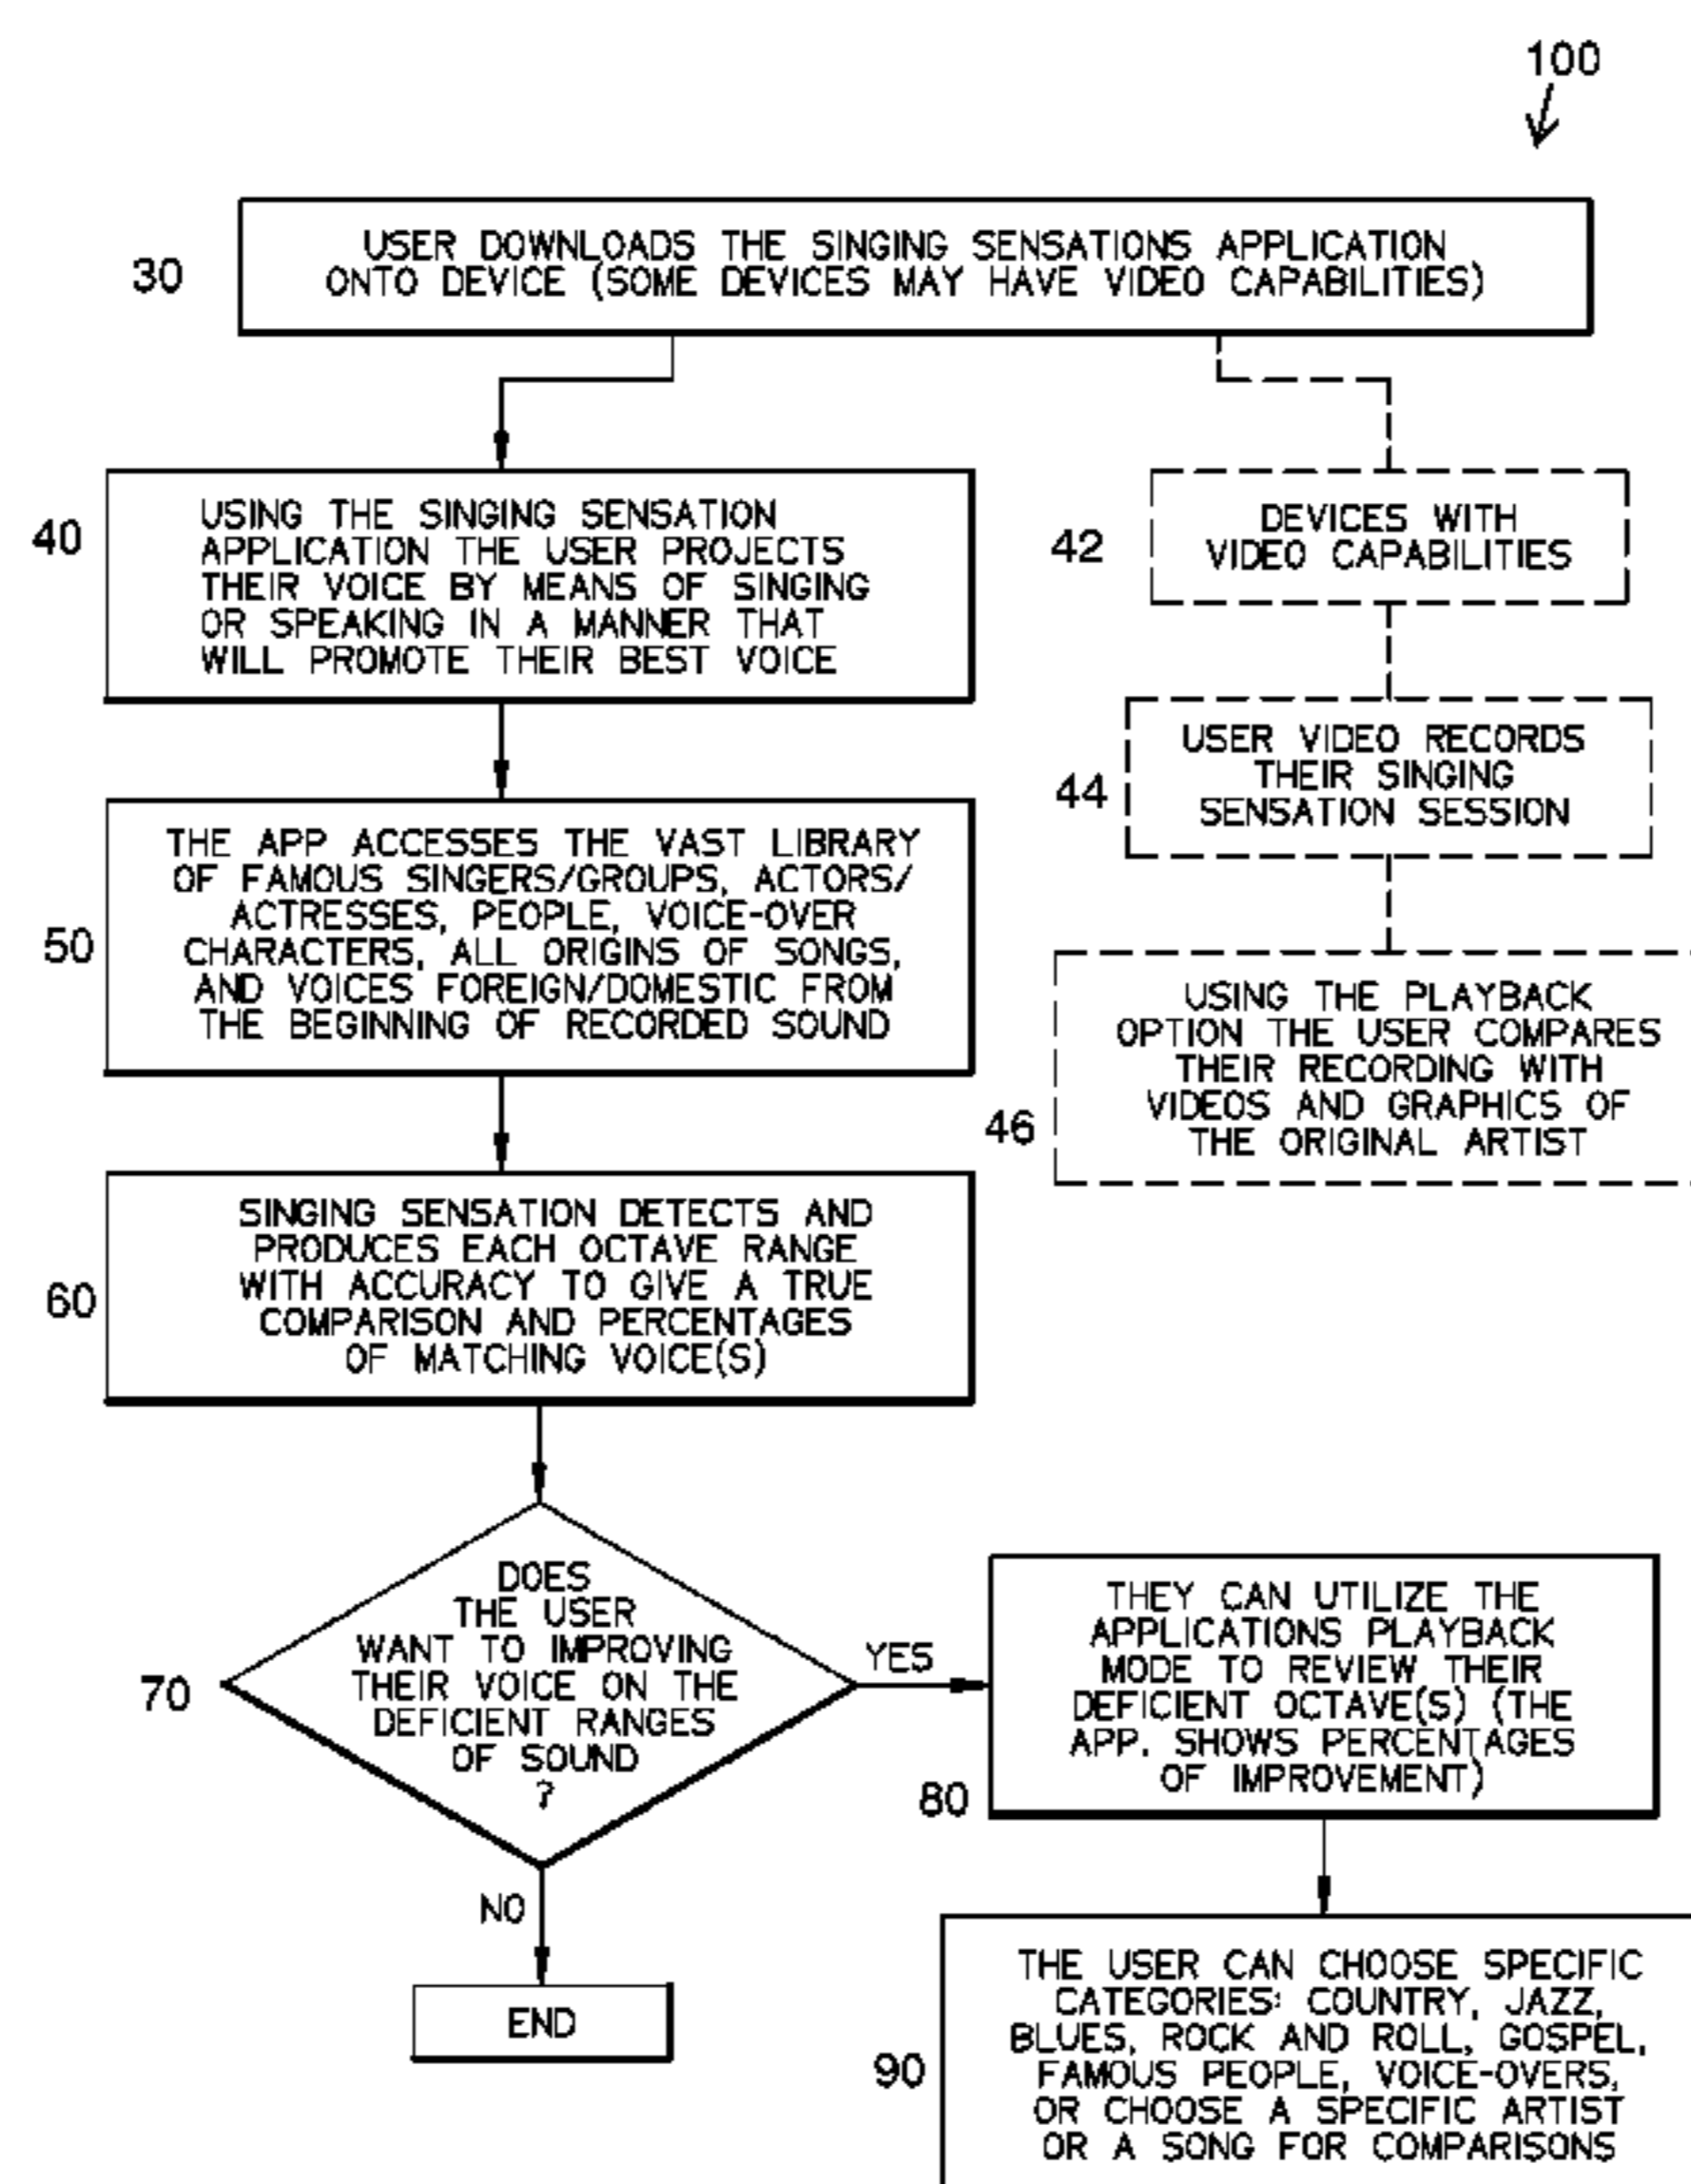 100
30
USER DOWNLOADS THE SINGING SENSATIONS APPLICATION
ONTO DEVICE (SOME DEVICES MAY HAVE VIDEO CAPABILITIES)
40
USING THE SINGING SENSATION
APPLICATION THE USER PROJECTS
THEIR VOICE BY MEANS OF SINGING
OR SPEAKING IN A MANNER THAT
WILL PROMOTE THEIR BEST VOICE
42
DEVICES WITH
VIDEO CAPABILITIES
44
USER VIDEO RECORDS
THEIR SINGING
SENSATION SESSION
50
THE APP ACCESSES THE VAST LIBRARY
OF FAMOUS SINGERS/GROUPS, ACTORS/
ACTRESSES, PEOPLE, VOICE-OVER
CHARACTERS, ALL ORIGINS OF SONGS,
AND VOICES FOREIGN/DOMESTIC FROM
THE BEGINNING OF RECORDED SOUND
46
USING THE PLAYBACK
OPTION THE USER COMPARES
THEIR RECORDING WITH
VIDEOS AND GRAPHICS OF
THE ORIGINAL ARTIST
60
SINGING SENSATION DETECTS AND
PRODUCES EACH OCTAVE RANGE
WITH ACCURACY TO GIVE A TRUE
COMPARISON AND PERCENTAGES
OF MATCHING VOICE(S)
70
DOES
THE USER
WANT TO IMPROVING
THEIR VOICE ON THE
DEFICIENT RANGES
OF SOUND
?
YES
80
THEY CAN UTILIZE THE
APPLICATIONS PLAYBACK
MODE TO REVIEW THEIR
DEFICIENT OCTAVE(S) (THE
APP. SHOWS PERCENTAGES
OF IMPROVEMENT)
NO
END
90
THE USER CAN CHOOSE SPECIFIC
CATEGORIES: COUNTRY, JAZZ,
BLUES, ROCK AND ROLL, GOSPEL,
FAMOUS PEOPLE, VOICE-OVERS,
OR CHOOSE A SPECIFIC ARTIST
OR A SONG FOR COMPARISONS